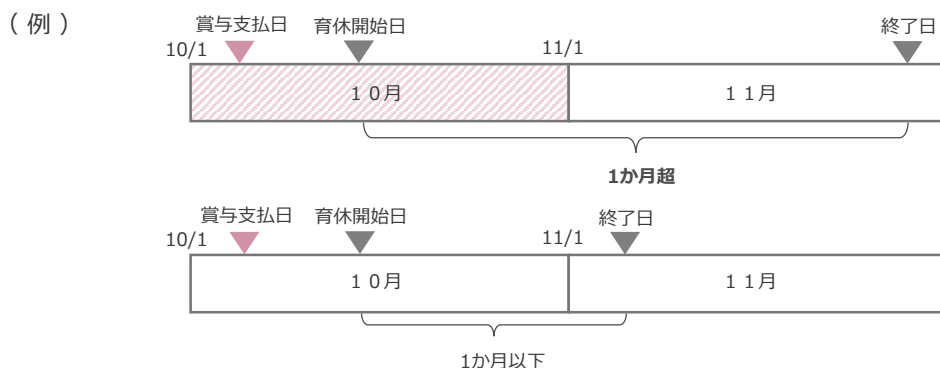 （例）
賞与支払日 育休開始日 終了日
10/1 11/1
１０月 １１月
1か月超
賞与支払日 育休開始日 終了日
10/1 11/1
１０月 １１月
1か月以下